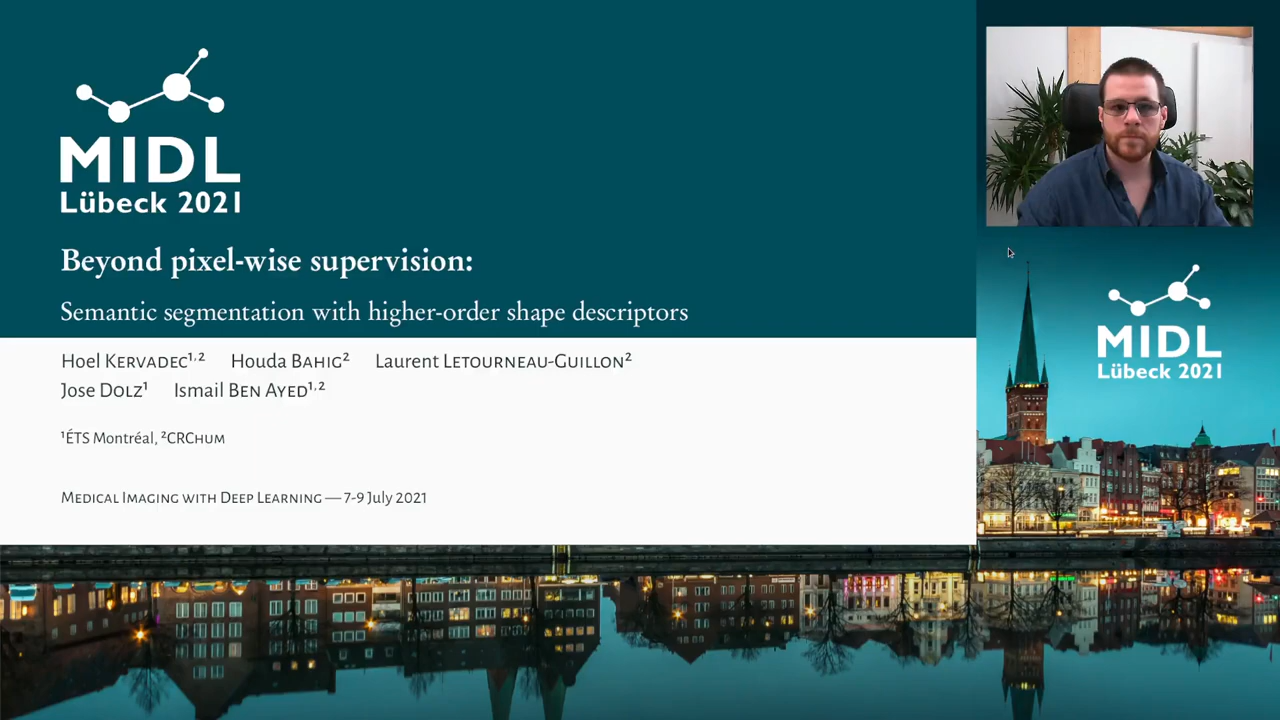 MIDL
Lübeck 2021
Beyond pixel-wise supervision:
Semantic segmentation with higher-order shape descriptors
Hoel KERVADEC¹,² Houda BAHIG² Laurent LETOURNEAU-GUILLON²
Jose DOLZ¹ Ismail BEN AYED¹,²
¹ÉTS Montréal, ²CRCHUM
MEDICAL IMAGING WITH DEEP LEARNING — 7-9 July 2021
MIDL
Lübeck 2021